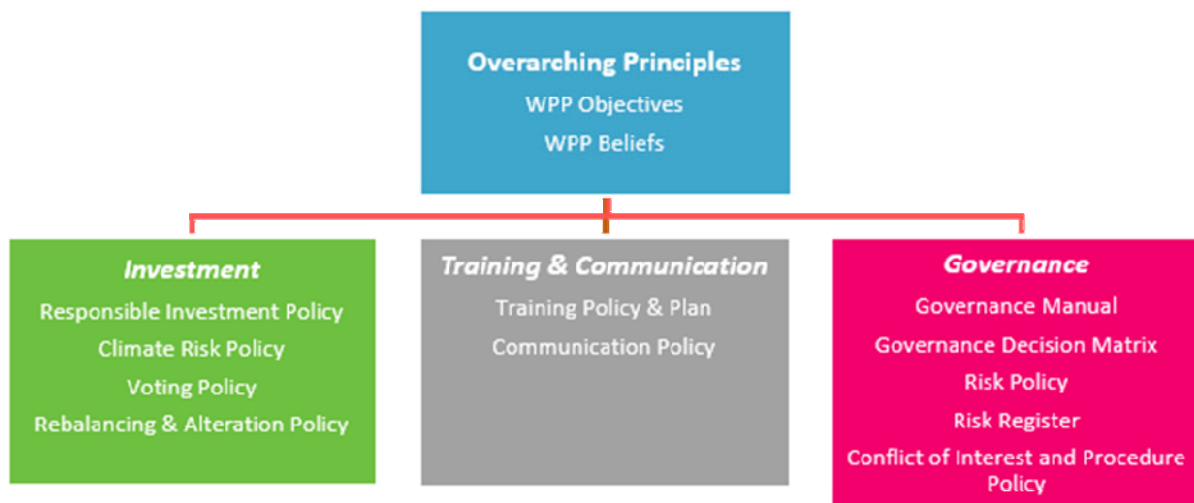 Overarching Principles
WPP Objectives
WPP Beliefs
Investment
Responsible Investment Policy
Climate Risk Policy
Voting Policy
Rebalancing & Alteration Policy
Training & Communication
Training Policy & Plan
Communication Policy
Governance
Governance Manual
Governance Decision Matrix
Risk Policy
Risk Register
Conflict of Interest and Procedure
Policy